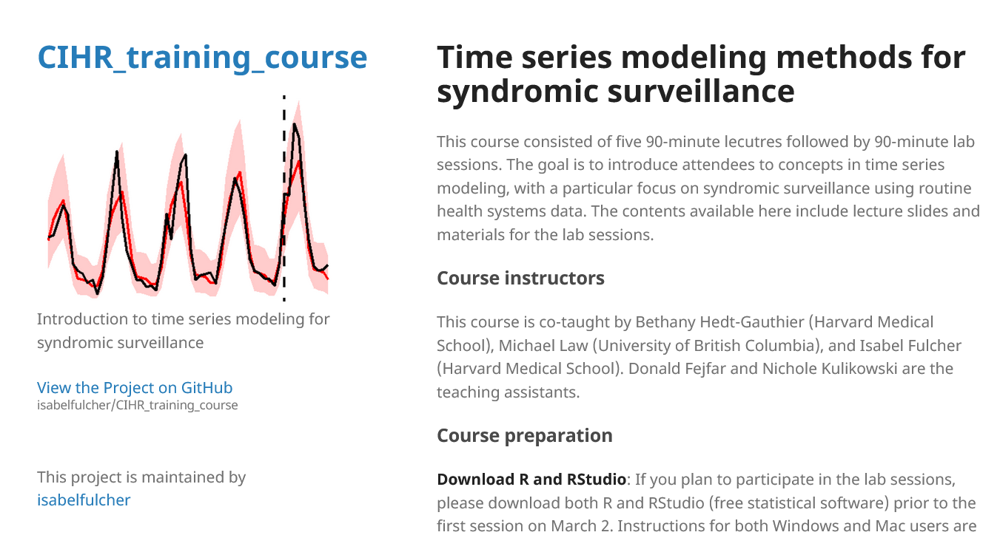 CIHR_training_course
Introduction to time series modeling for
syndromic surveillance
View the Project on GitHub
isabelfulcher/CIHR_training_course
This project is maintained by
isabelfulcher
Time series modeling methods for
syndromic surveillance
This course consisted of five 90-minute lecutres followed by 90-minute lab
sessions. The goal is to introduce attendees to concepts in time series
modeling, with a particular focus on syndromic surveillance using routine
health systems data. The contents available here include lecture slides and
materials for the lab sessions.
Course instructors
This course is co-taught by Bethany Hedt-Gauthier (Harvard Medical
School), Michael Law (University of British Columbia), and Isabel Fulcher
(Harvard Medical School). Donald Fejfar and Nichole Kulikowski are the
teaching assistants.
Course preparation
Download R and RStudio: If you plan to participate in the lab sessions,
please download both R and RStudio (free statistical software) prior to the
first session on March 2. Instructions for both Windows and Mac users are